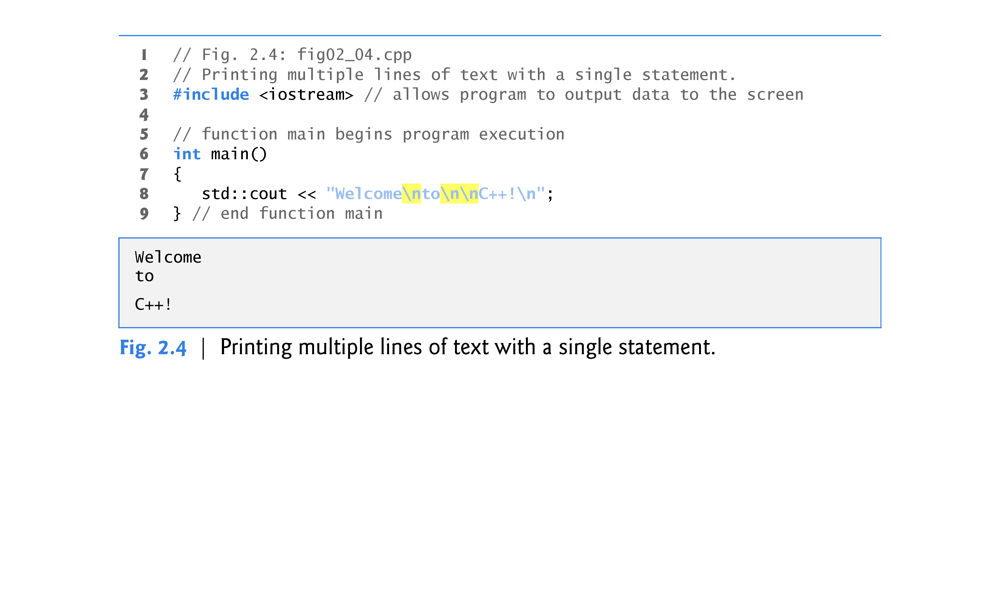 1 // Fig. 2.4: fig02_04.cpp
2 // Printing multiple lines of text with a single statement.
3 #include <iostream> // allows program to output data to the screen
4
5 // function main begins program execution
6 int main()
7 {
8 std::cout << "Welcome\nto\n\nC++!\n";
9 } // end function main
Welcome
to
C++!
Fig. 2.4 | Printing multiple lines of text with a single statement.